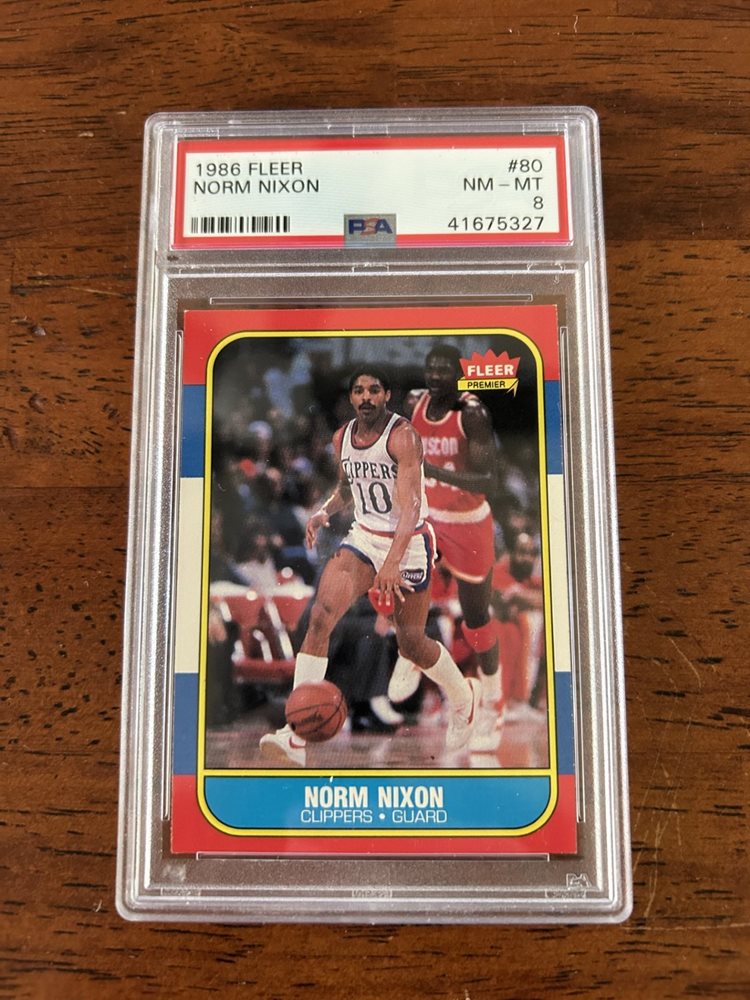 1986 FLEER #80
NORM NIXON NM – MT
8
PSA 41675327
FLEER
PREMIER
CLIPPERS
10
NORM NIXON
CLIPPERS • GUARD